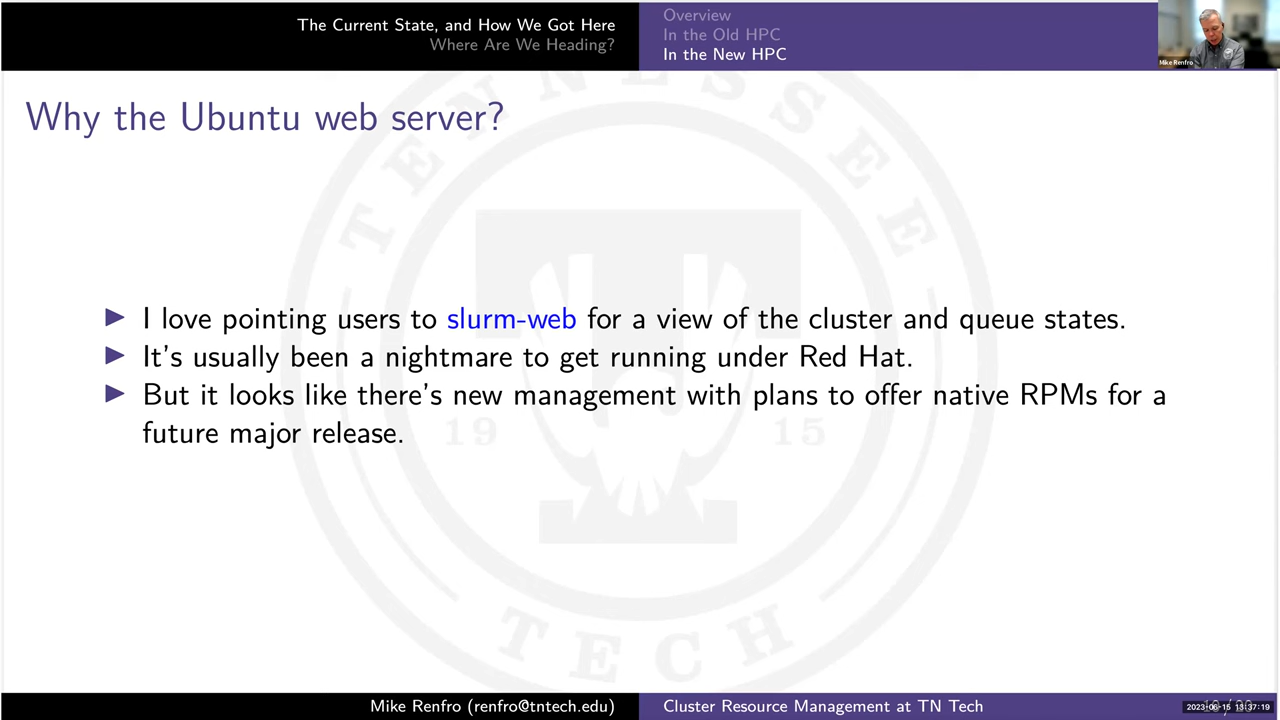 The Current State, and How We Got Here
Where Are We Heading?
Overview
In the Old HPC
In the New HPC
Mike Renfro
Why the Ubuntu web server?
I love pointing users to slurm-web for a view of the cluster and queue states.
It's usually been a nightmare to get running under Red Hat.
But it looks like there's new management with plans to offer native RPMs for a
future major release.
TENNESSEE
19 15
TECH
Mike Renfro (renfro@tntech.edu)
Cluster Resource Management at TN Tech
2023-06-15 13:37:19